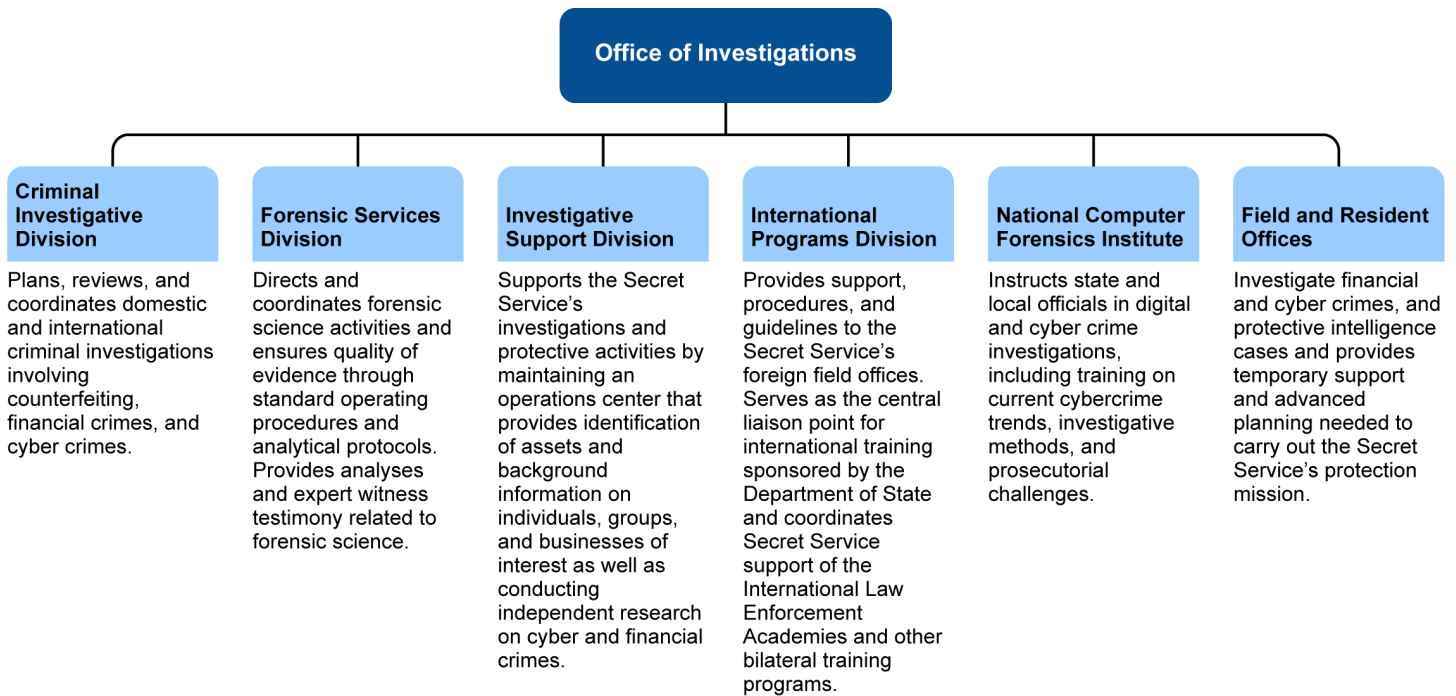 Office of Investigations
Criminal
Investigative
Division
Plans, reviews, and
coordinates domestic
and international
criminal investigations
involving
counterfeiting,
financial crimes, and
cyber crimes.
Forensic Services
Division
Directs and
coordinates forensic
science activities and
ensures quality of
evidence through
standard operating
procedures and
analytical protocols.
Provides analyses
and expert witness
testimony related to
forensic science.
Investigative
Support Division
Supports the Secret
Service’s
investigations and
protective activities by
maintaining an
operations center that
provides identification
of assets and
background
information on
individuals, groups,
and businesses of
interest as well as
conducting
independent research
on cyber and financial
crimes.
International
Programs Division
Provides support,
procedures, and
guidelines to the
Secret Service’s
foreign field offices.
Serves as the central
liaison point for
international training
sponsored by the
Department of State
and coordinates
Secret Service
support of the
International Law
Enforcement
Academies and other
bilateral training
programs.
National Computer
Forensics Institute
Instructs state and
local officials in digital
and cyber crime
investigations,
including training on
current cybercrime
trends, investigative
methods, and
prosecutorial
challenges.
Field and Resident
Offices
Investigate financial
and cyber crimes, and
protective intelligence
cases and provides
temporary support
and advanced
planning needed to
carry out the Secret
Service’s protection
mission.